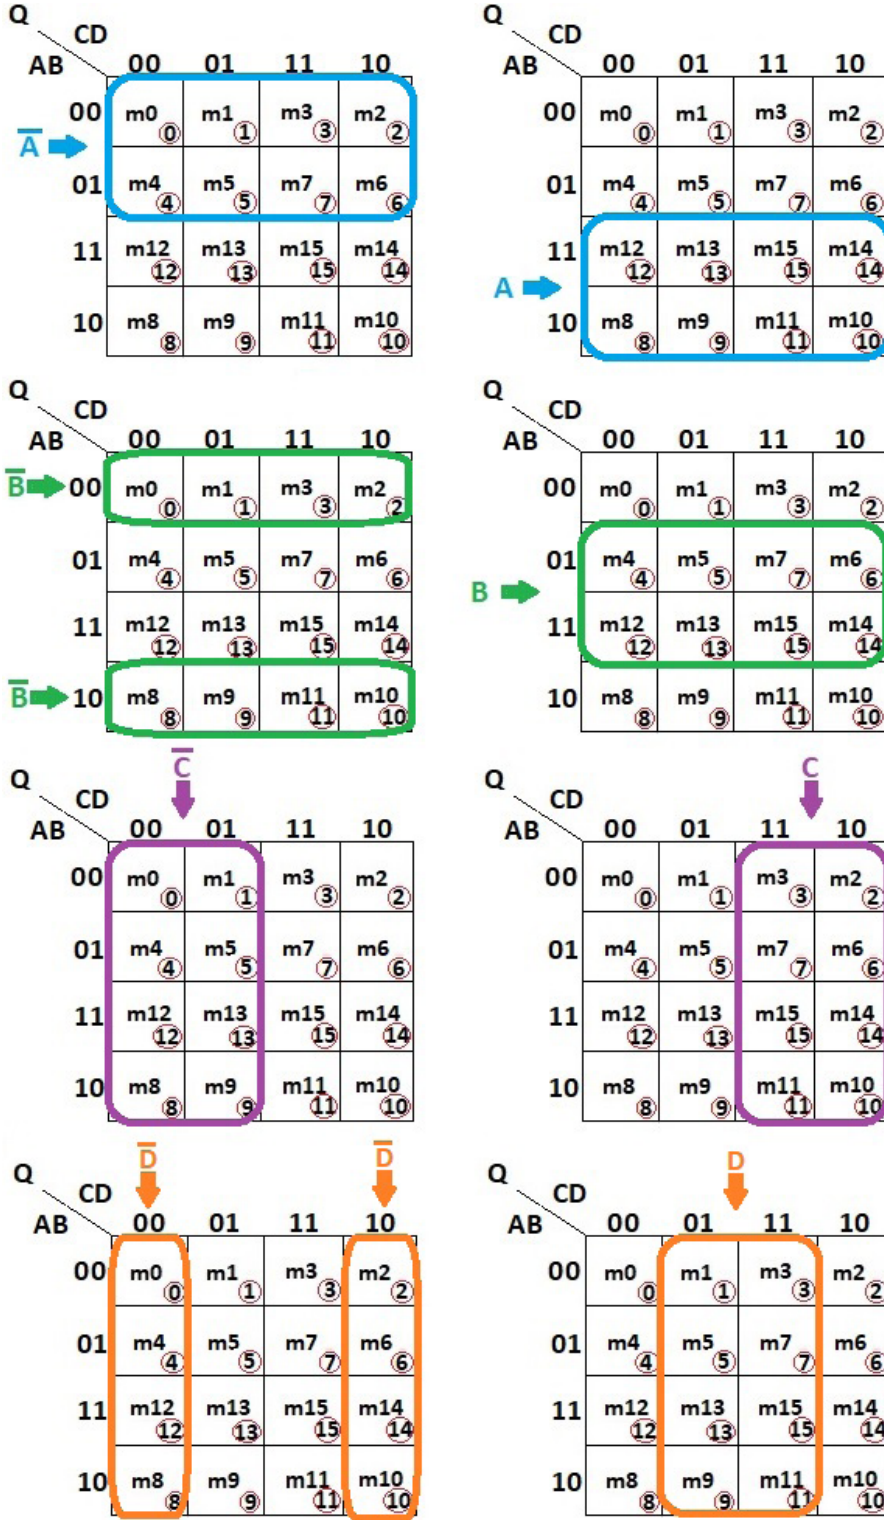 Q Q
CD CD
AB 00 01 11 10 AB 00 01 11 10
00 m0 0 m1 1 m3 3 m2 2 00 m0 0 m1 1 m3 3 m2 2
A̅
01 m4 4 m5 5 m7 7 m6 6 01 m4 4 m5 5 m7 7 m6 6
11 m12 12 m13 13 m15 15 m14 14 11 m12 12 m13 13 m15 15 m14 14
A
10 m8 8 m9 9 m11 11 m10 10 10 m8 8 m9 9 m11 11 m10 10
Q Q
CD CD
AB 00 01 11 10 AB 00 01 11 10
B̅ 00 m0 0 m1 1 m3 3 m2 2 00 m0 0 m1 1 m3 3 m2 2
01 m4 4 m5 5 m7 7 m6 6 01 m4 4 m5 5 m7 7 m6 6
B
11 m12 12 m13 13 m15 15 m14 14 11 m12 12 m13 13 m15 15 m14 14
B̅ 10 m8 8 m9 9 m11 11 m10 10 10 m8 8 m9 9 m11 11 m10 10
C̅ C
Q Q
CD CD
AB 00 01 11 10 AB 00 01 11 10
00 m0 0 m1 1 m3 3 m2 2 00 m0 0 m1 1 m3 3 m2 2
01 m4 4 m5 5 m7 7 m6 6 01 m4 4 m5 5 m7 7 m6 6
11 m12 12 m13 13 m15 15 m14 14 11 m12 12 m13 13 m15 15 m14 14
10 m8 8 m9 9 m11 11 m10 10 10 m8 8 m9 9 m11 11 m10 10
D̅ D̅ D
Q Q
CD CD
AB 00 01 11 10 AB 00 01 11 10
00 m0 0 m1 1 m3 3 m2 2 00 m0 0 m1 1 m3 3 m2 2
01 m4 4 m5 5 m7 7 m6 6 01 m4 4 m5 5 m7 7 m6 6
11 m12 12 m13 13 m15 15 m14 14 11 m12 12 m13 13 m15 15 m14 14
10 m8 8 m9 9 m11 11 m10 10 10 m8 8 m9 9 m11 11 m10 10